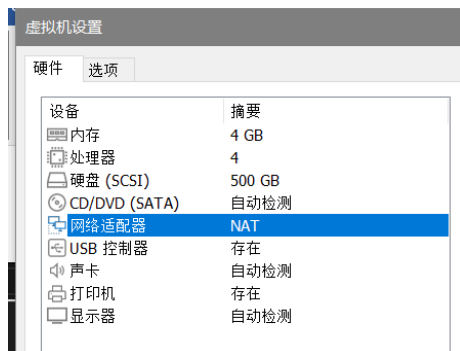 虚拟机设置
硬件 选项
设备 摘要
内存 4 GB
处理器 4
硬盘 (SCSI) 500 GB
CD/DVD (SATA) 自动检测
网络适配器 NAT
USB 控制器 存在
声卡 自动检测
打印机 存在
显示器 自动检测